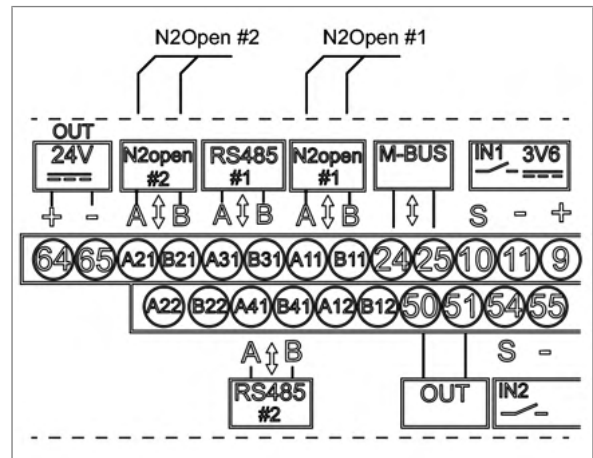 N2Open #2 N2Open #1
OUT
24V N2open RS485 N2open M-BUS IN1 3V6
#2 #1 #1
+ - A B A B A B S - +
64 65 A21 B21 A31 B31 A11 B11 24 25 10 11 9
A22 B22 A41 B41 A12 B12 50 51 54 55
A B S -
RS485 OUT IN2
#2